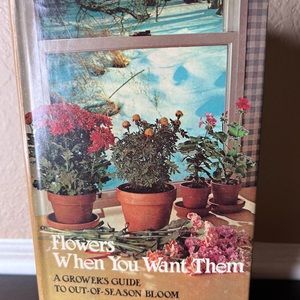 Flowers
When You Want Them
A GROWER'S GUIDE
TO OUT-OF-SEASON BLOOM